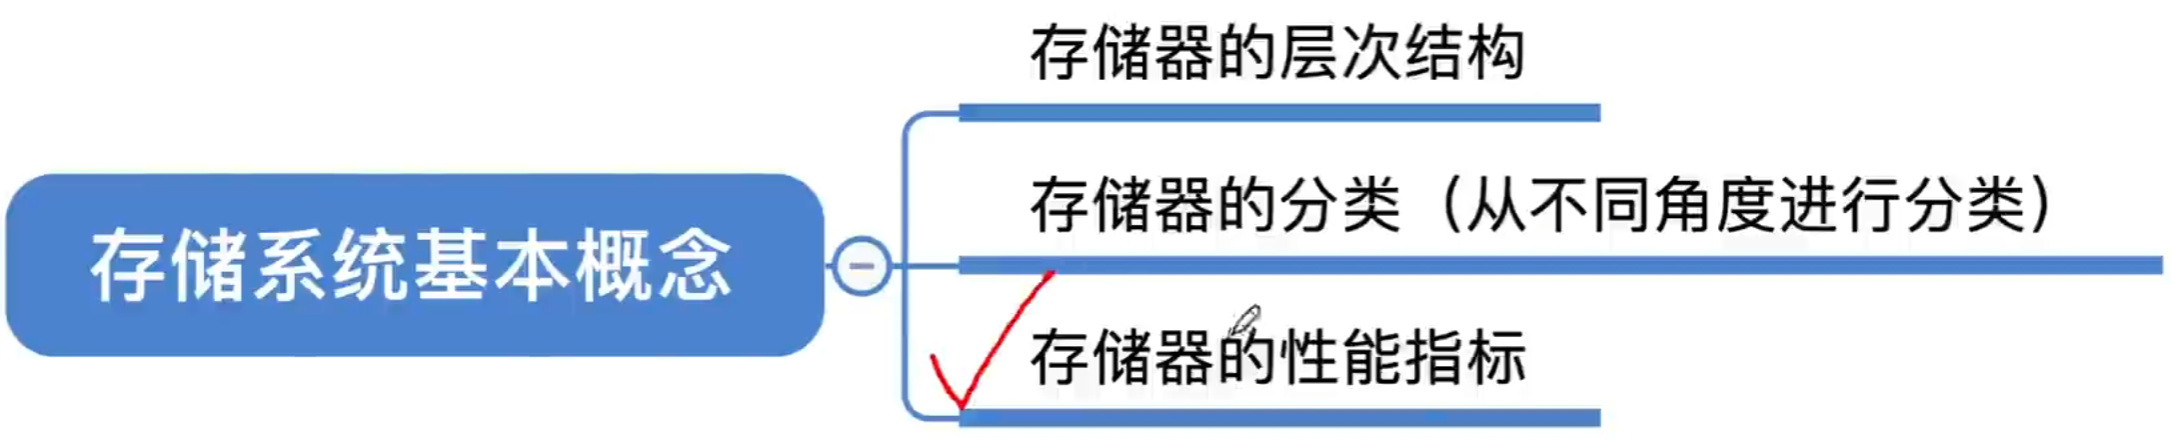 存储器的层次结构
存储器的分类（从不同角度进行分类）
存储系统基本概念
存储器的性能指标